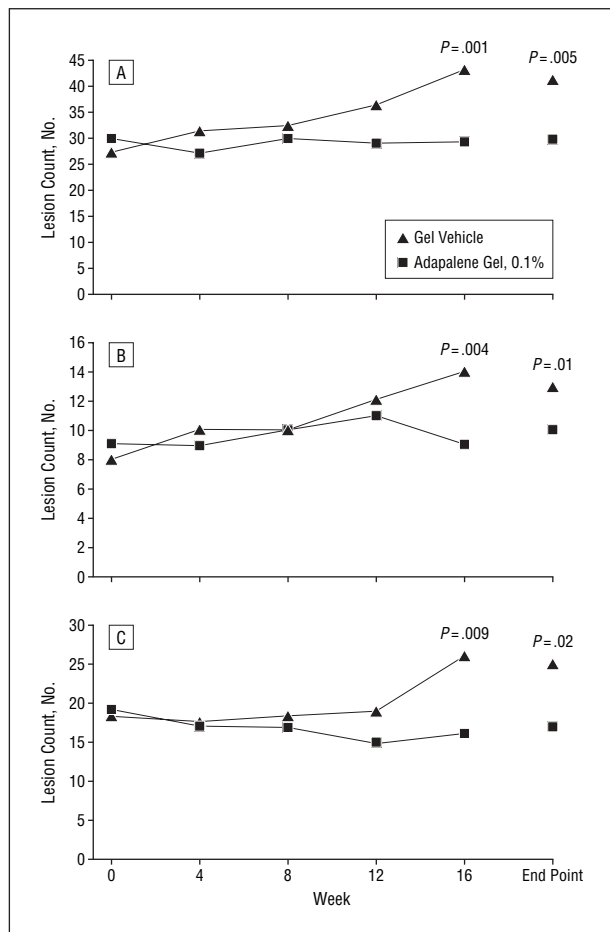 A
P=.001
P=.005
45
40
35
30
25
20
15
10
5
0
Lesion Count, No.
Gel Vehicle
Adapalene Gel, 0.1%
B
P=.004
P=.01
16
14
12
10
8
6
4
2
0
Lesion Count, No.
C
P=.009
P=.02
30
25
20
15
10
5
0
Lesion Count, No.
0 4 8 12 16 End Point
Week